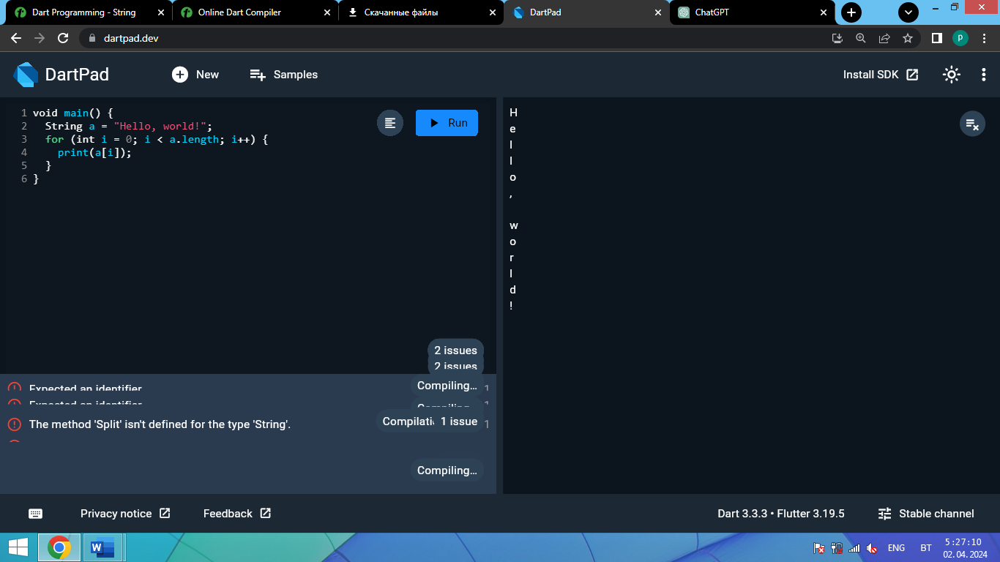 Dart Programming - String
Online Dart Compiler
Скачанные файлы
DartPad
ChatGPT
dartpad.dev
P
DartPad
New
Samples
Install SDK
1 void main() {
2 String a = "Hello, world!";
3 for (int i = 0; i < a.length; i++) {
4 print(a[i]);
5 }
6 }
Run
H
e
l
l
o
,
w
o
r
l
d
!
2 issues
2 issues
Expected an identifier
Compiling...
1
Expected an identifier
Compiling
1
The method 'Split' isn't defined for the type 'String'.
Compilati
1 issue
1
Compiling...
Privacy notice
Feedback
Dart 3.3.3 • Flutter 3.19.5
Stable channel
W
ENG
BT
5:27:10
02.04.2024